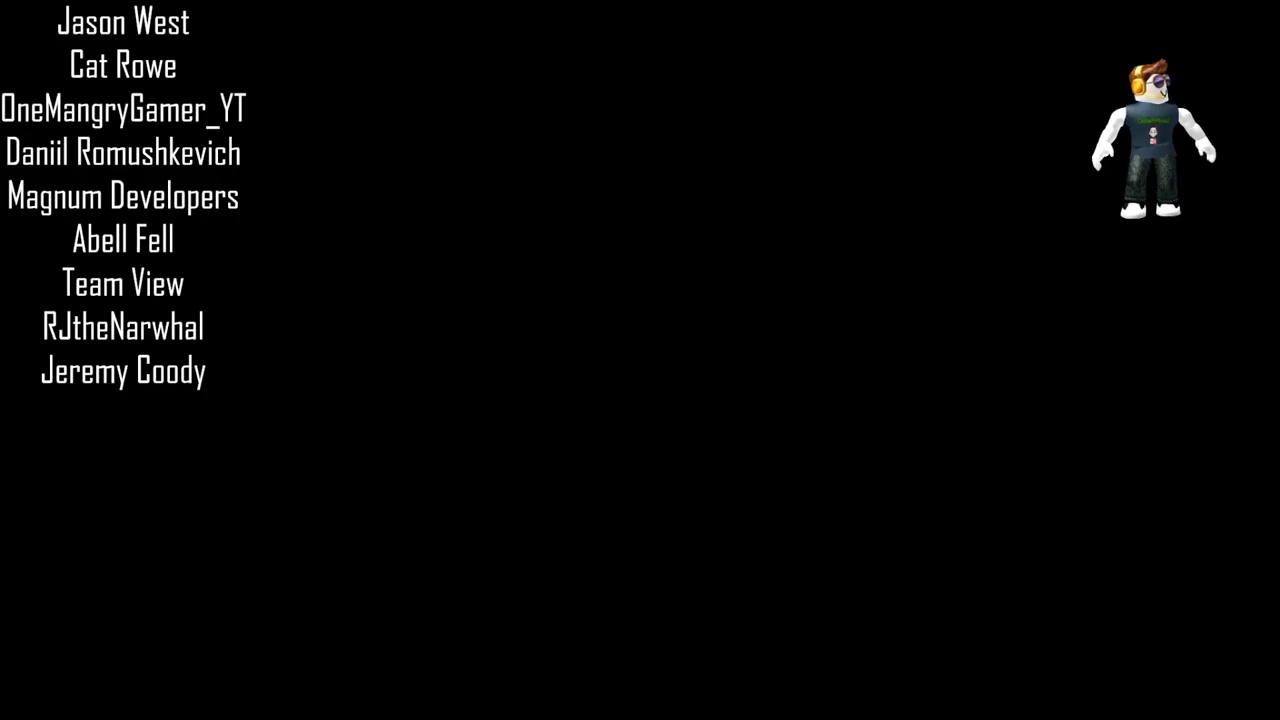 Jason West
Cat Rowe
OneMangryGamer_YT
Daniil Romushkevich
Magnum Developers
Abell Fell
Team View
RJtheNarwhal
Jeremy Coody